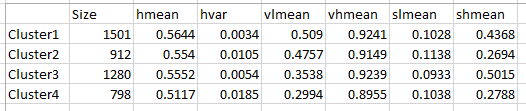 Size hmean hvar vlmean vhmean slmean shmean
Cluster1 1501 0.5644 0.0034 0.509 0.9241 0.1028 0.4368
Cluster2 912 0.554 0.0105 0.4757 0.9149 0.1138 0.2694
Cluster3 1280 0.5552 0.0054 0.3538 0.9239 0.0933 0.5015
Cluster4 798 0.5117 0.0185 0.2994 0.8955 0.1038 0.2788